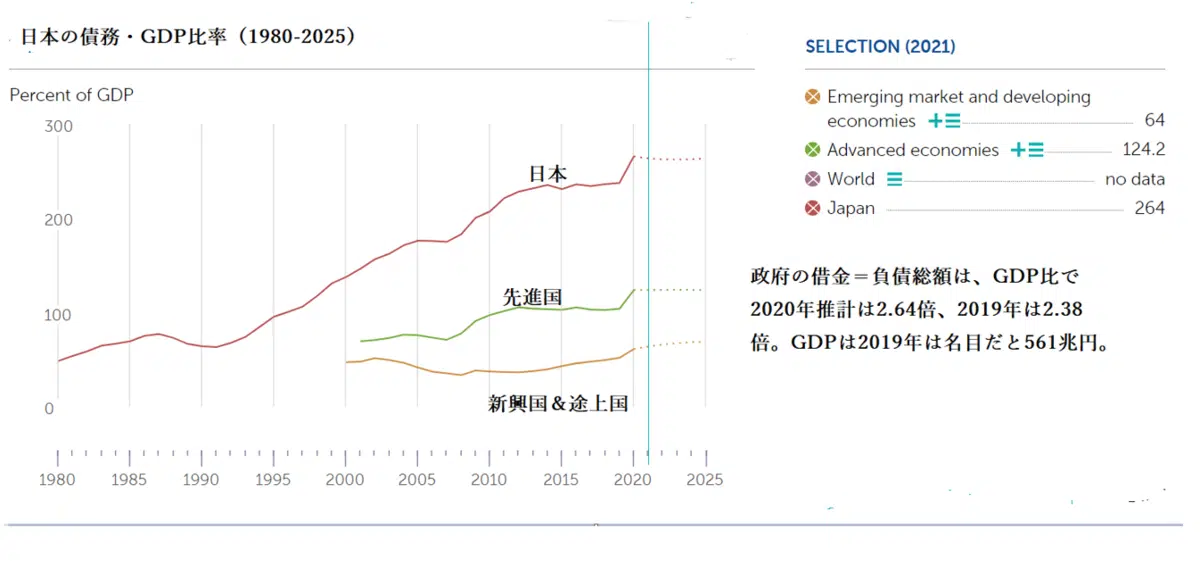 日本の債務・GDP比率（1980-2025）
Percent of GDP
300
200
100
0
日本
先進国
新興国＆途上国
1980 1985 1990 1995 2000 2005 2010 2015 2020 2025
SELECTION (2021)
Emerging market and developing
economies 64
Advanced economies 124.2
World no data
Japan 264
政府の借金＝負債総額は、GDP比で
2020年推計は2.64倍、2019年は2.38
倍。GDPは2019年は名目だと561兆円。